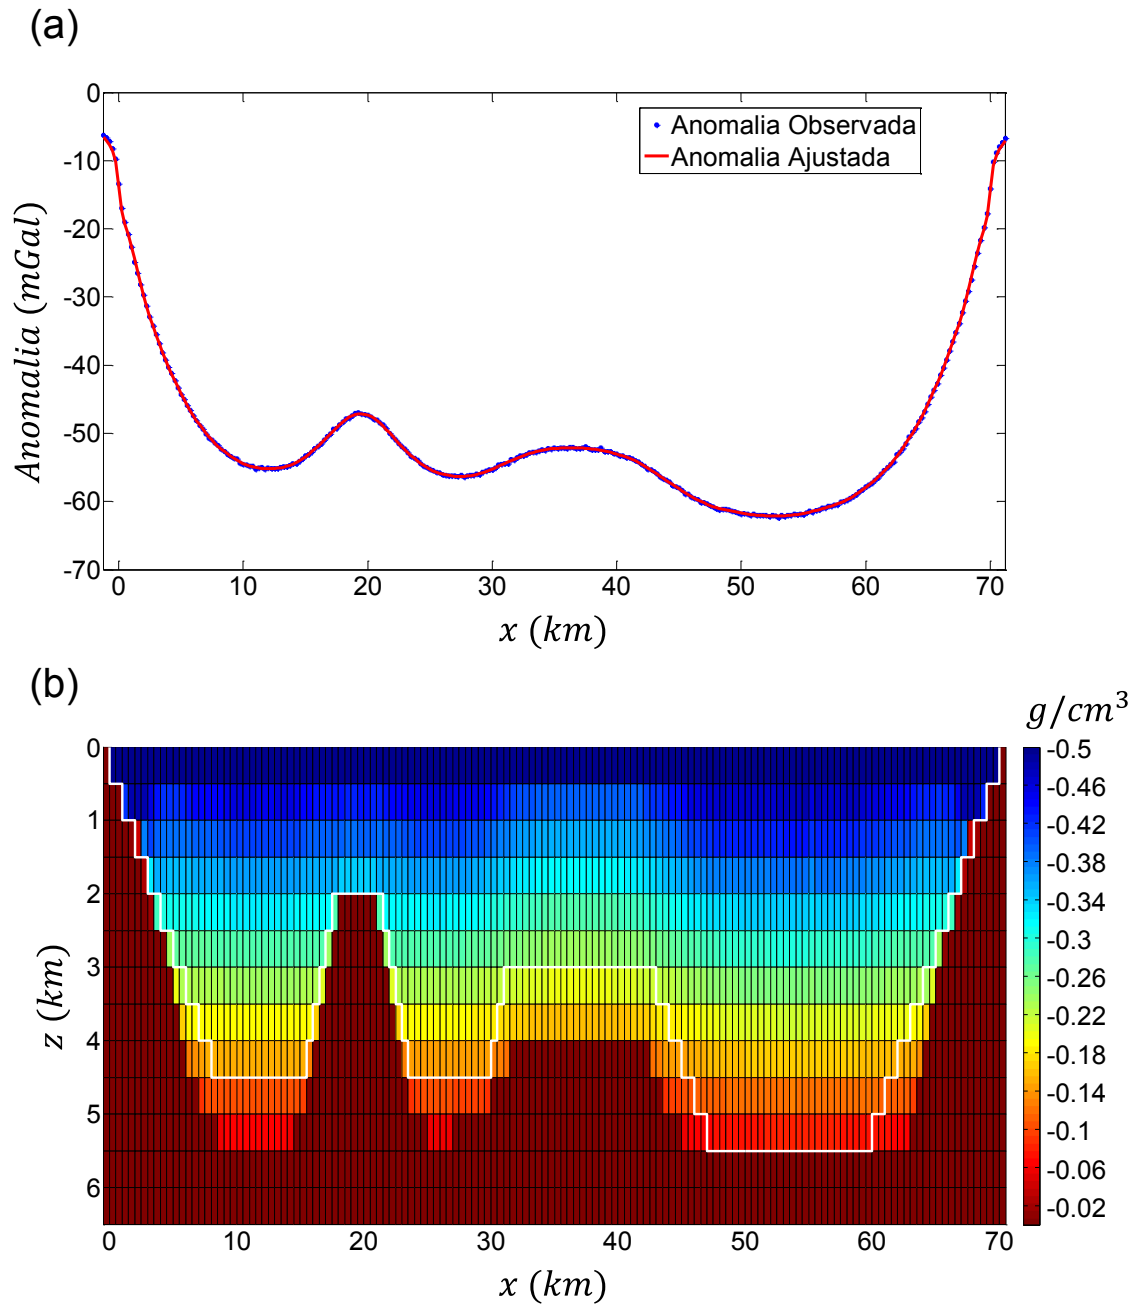 (a)
0
-10
-20
-30
-40
-50
-60
-70
Anomalia (mGal)
Anomalia Observada
Anomalia Ajustada
0 10 20 30 40 50 60 70
x (km)
(b)
g/cm³
0
1
2
3
4
5
6
z (km)
-0.5
-0.46
-0.42
-0.38
-0.34
-0.3
-0.26
-0.22
-0.18
-0.14
-0.1
-0.06
-0.02
0 10 20 30 40 50 60 70
x (km)